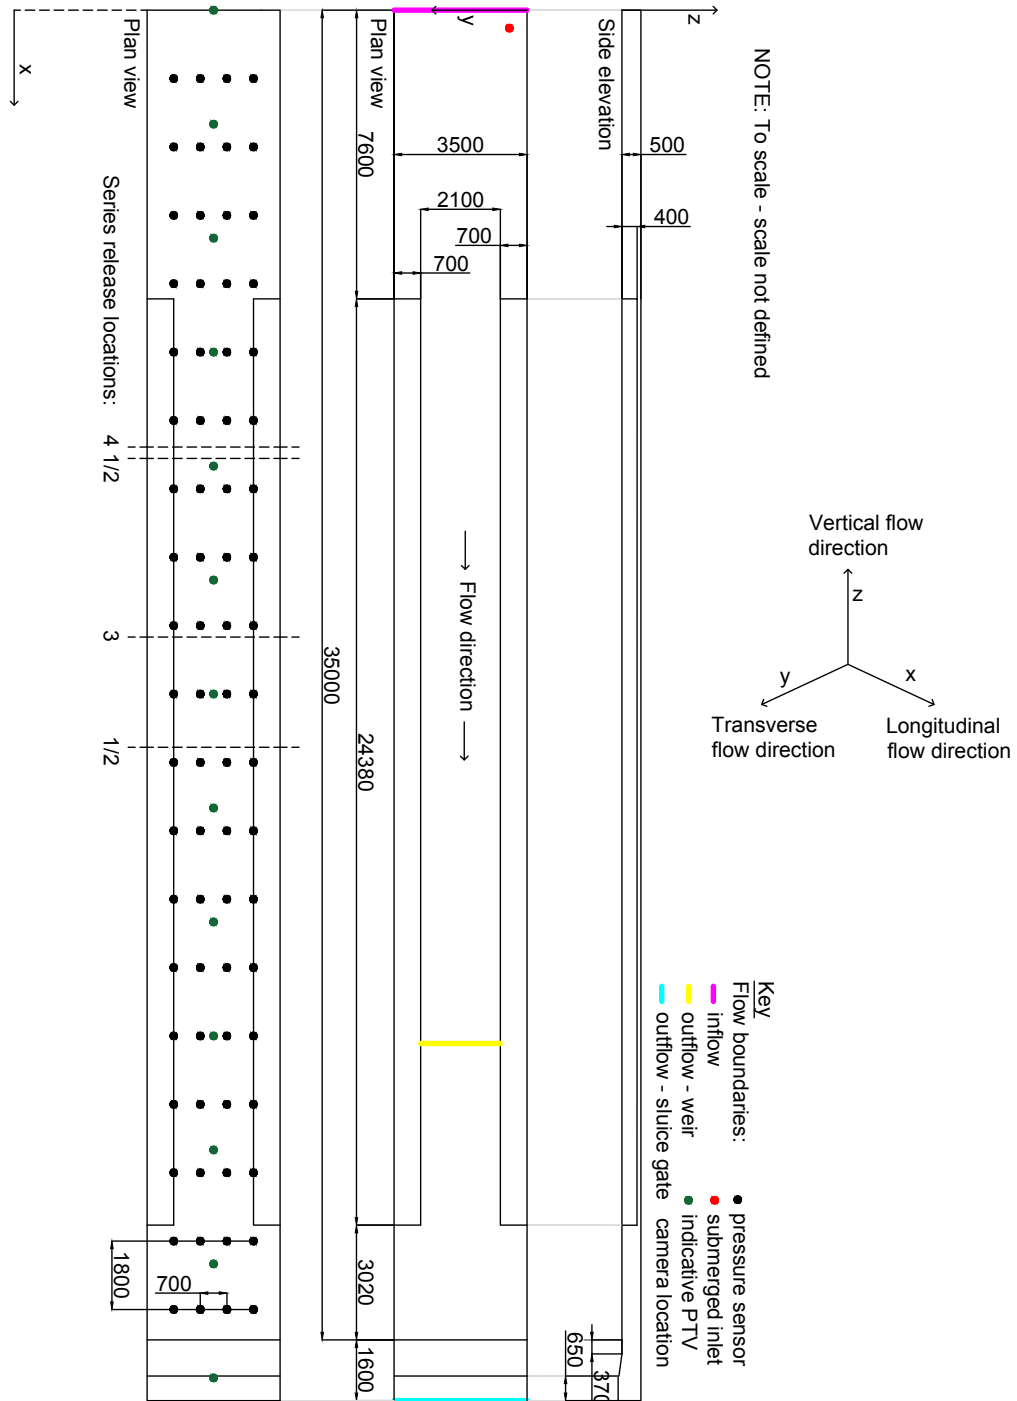 NOTE: To scale - scale not defined
z
Side elevation
500
400
650
370
y
Plan view
3500
2100
700
700
7600
24380
35000
3020
1600
Flow direction
x
Plan view
Series release locations:
4
1/2
3
1/2
1800
700
Vertical flow
direction
z
y
x
Transverse
flow direction
Longitudinal
flow direction
Key
Flow boundaries:
inflow
outflow - weir
outflow - sluice gate
pressure sensor
submerged inlet
indicative PTV
camera location